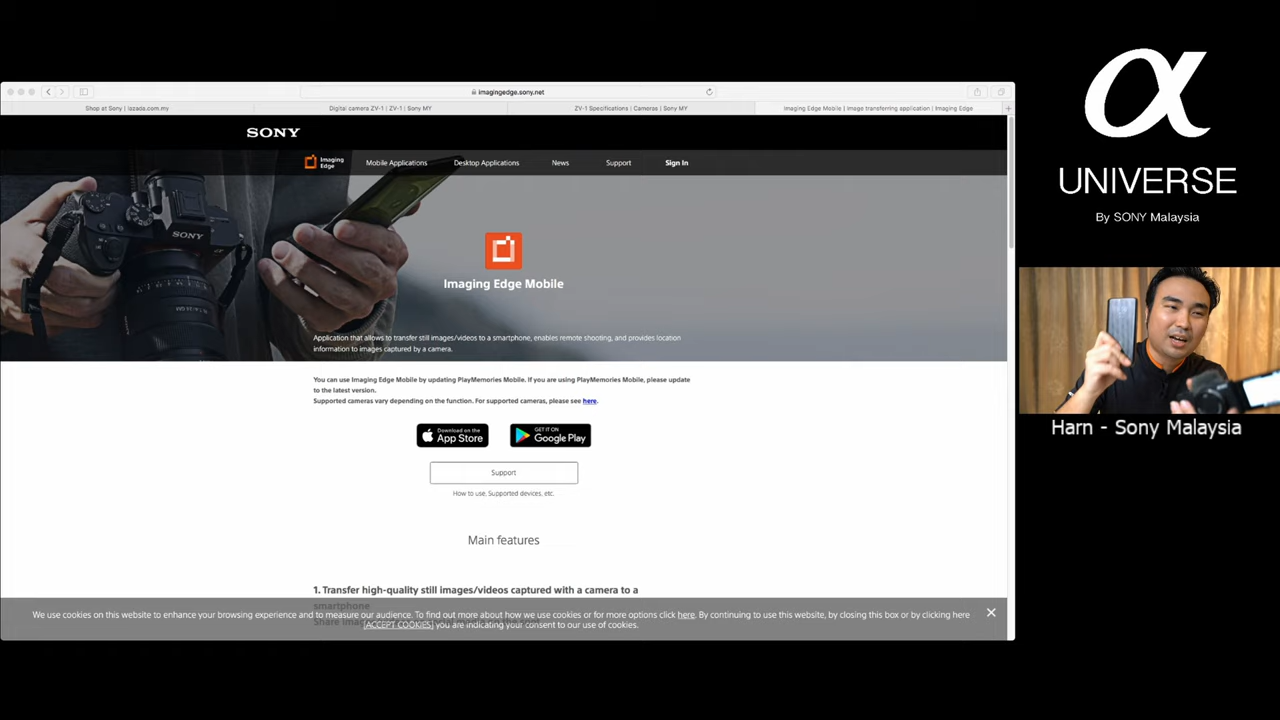 imagingedge.sony.net
Shop at Sony | lazada.com.my
Digital camera ZV-1 | ZV-1 | Sony MY
ZV-1 Specifications | Cameras | Sony MY
Imaging Edge Mobile | Image transferring application | Imaging Edge
SONY
Imaging
Edge
Mobile Applications
Desktop Applications
News
Support
Sign In
SONY
Imaging Edge Mobile
Application that allows to transfer still images/videos to a smartphone, enables remote shooting, and provides location
information to images captured by a camera.
You can use Imaging Edge Mobile by updating PlayMemories Mobile. If you are using PlayMemories Mobile, please update
to the latest version.
Supported cameras vary depending on the function. For supported cameras, please see here.
Download on the
App Store
GET IT ON
Google Play
Support
How to use, Supported devices, etc.
Main features
1. Transfer high-quality still images/videos captured with a camera to a
smartphone
We use cookies on this website to enhance your browsing experience and to measure our audience. To find out more about how we use cookies or for more options click here. By continuing to use this website, by closing this box or by clicking here
[ACCEPT COOKIES] you are indicating your consent to our use of cookies.
α
UNIVERSE
By SONY Malaysia
Harn - Sony Malaysia